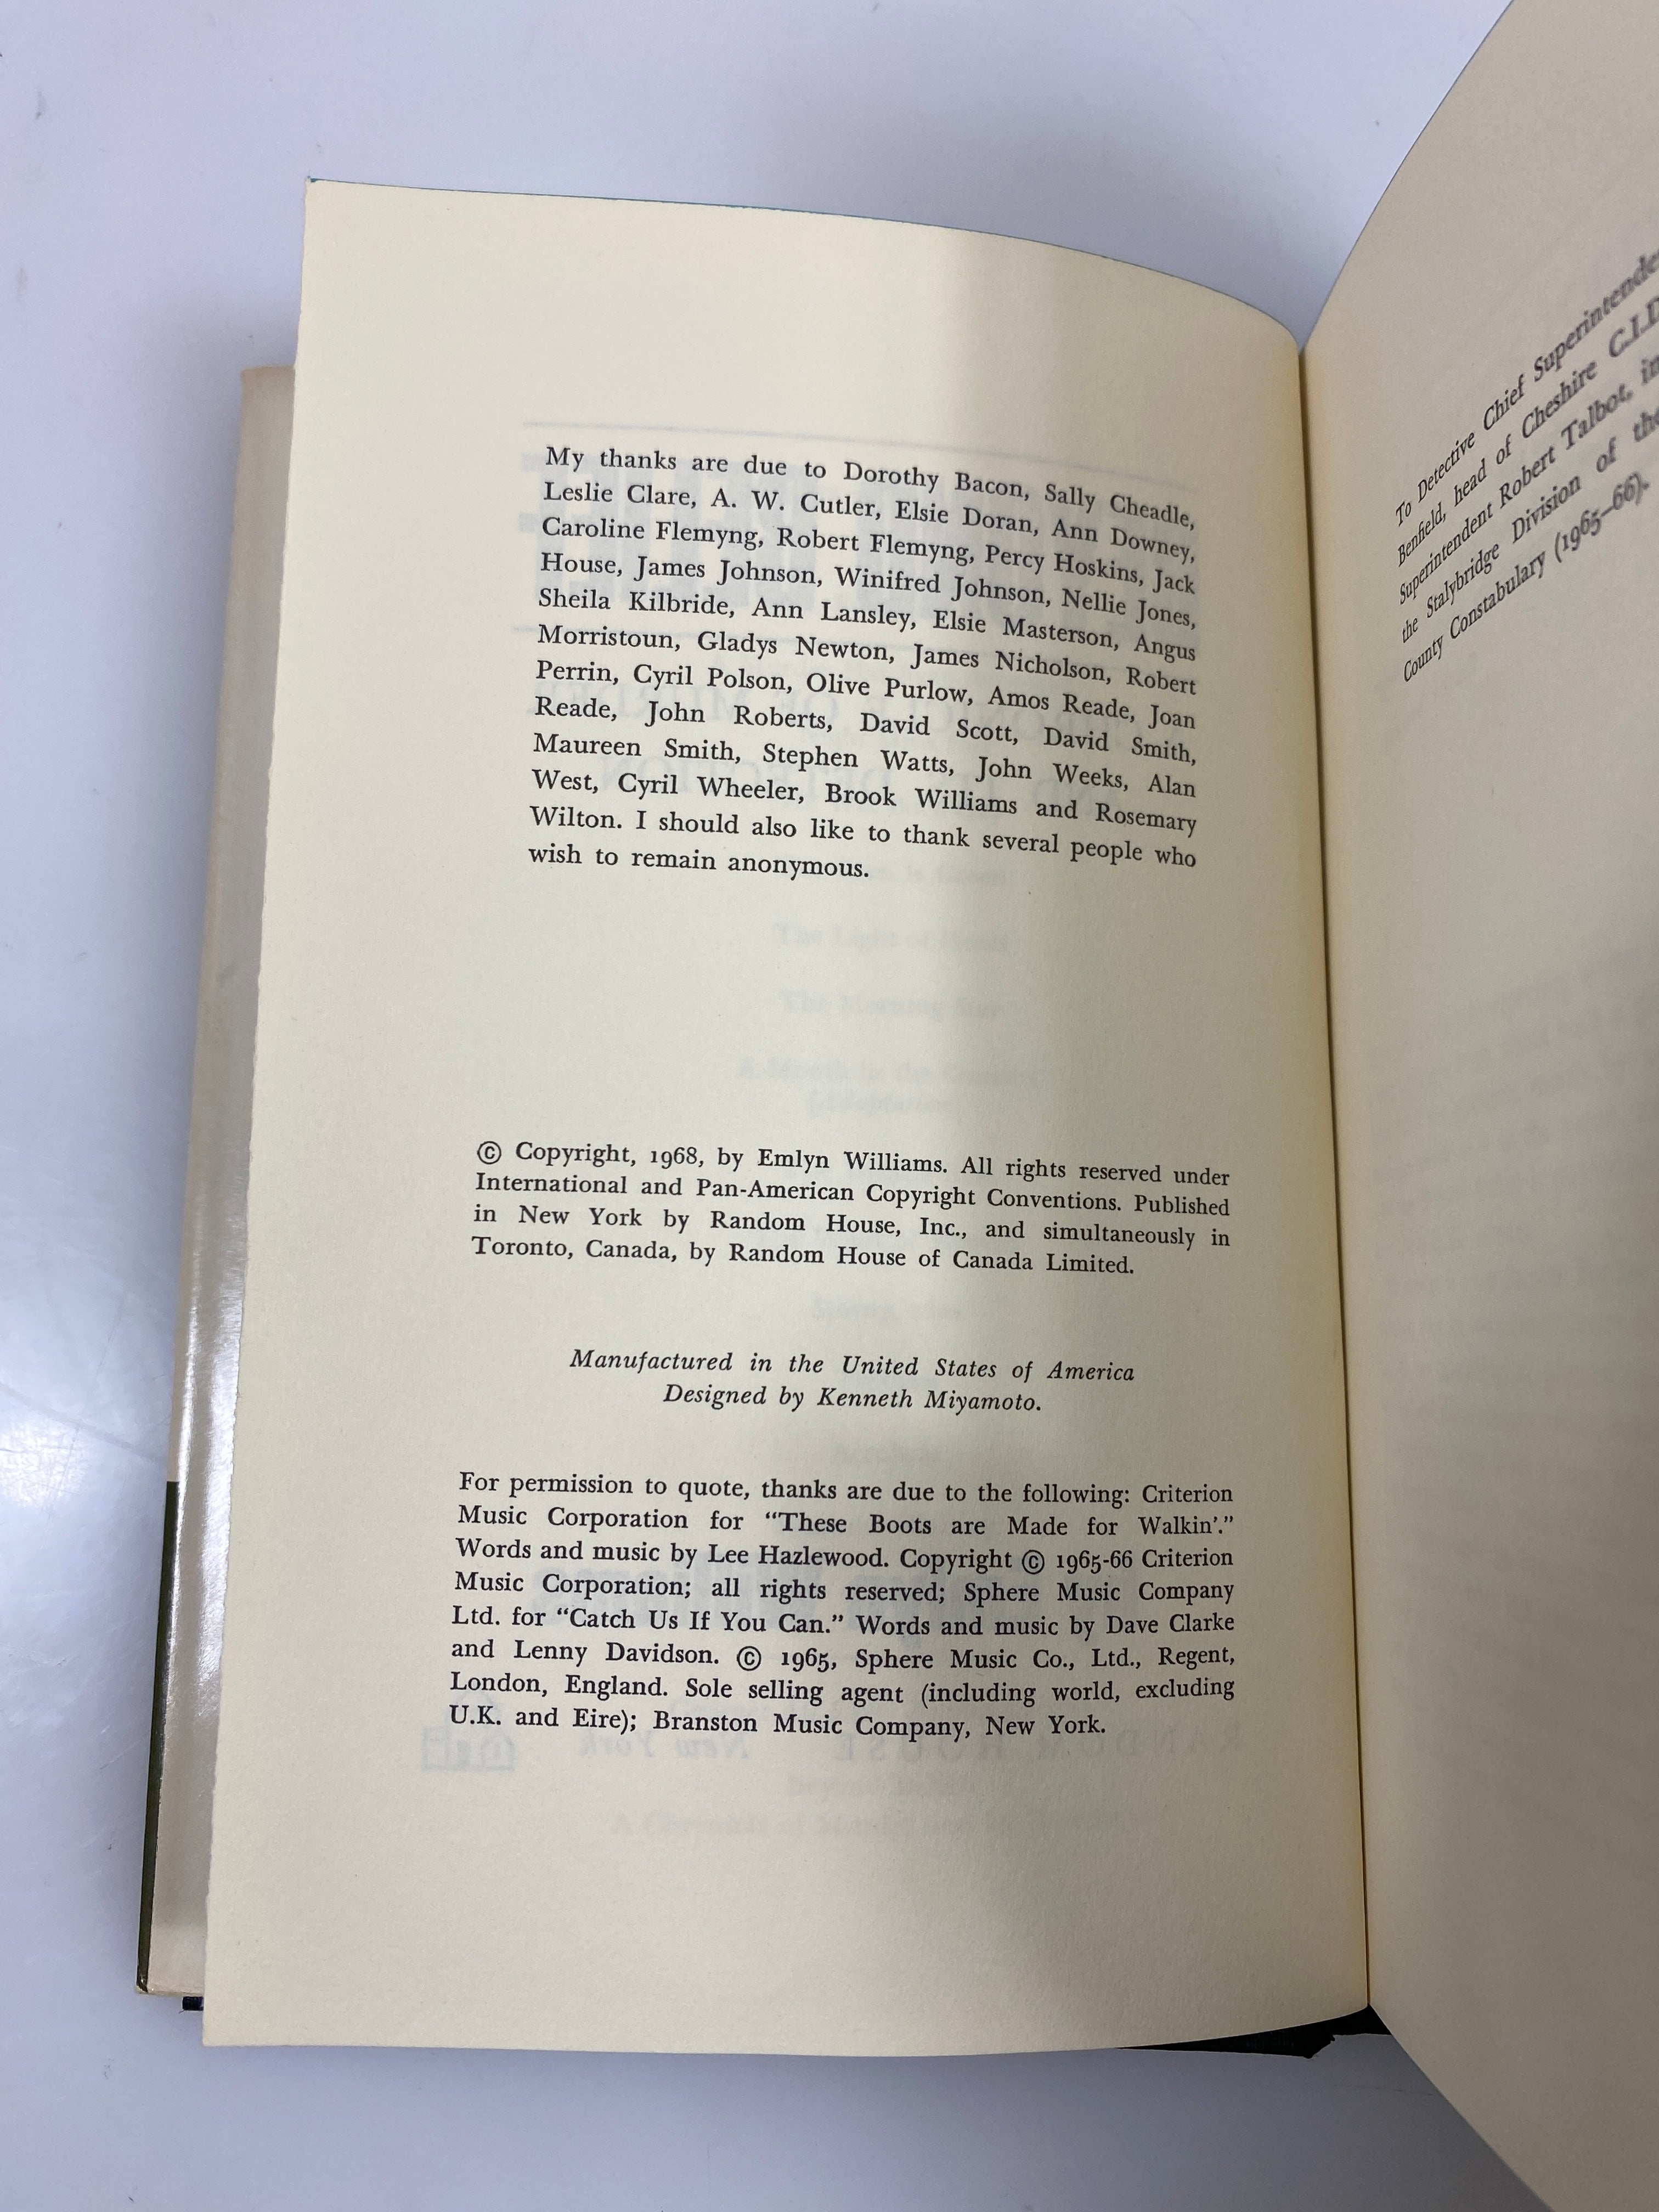 My thanks are due to Dorothy Bacon, Sally Cheadle,
Leslie Clare, A. W. Cutler, Elsie Doran, Ann Downey,
Caroline Flemyng, Robert Flemyng, Percy Hoskins, Jack
House, James Johnson, Winifred Johnson, Nellie Jones,
Sheila Kilbride, Ann Lansley, Elsie Masterson, Angus
Morristoun, Gladys Newton, James Nicholson, Robert
Perrin, Cyril Polson, Olive Purlow, Amos Reade, Joan
Reade, John Roberts, David Scott, David Smith,
Maureen Smith, Stephen Watts, John Weeks, Alan
West, Cyril Wheeler, Brook Williams and Rosemary
Wilton. I should also like to thank several people who
wish to remain anonymous.
© Copyright, 1968, by Emlyn Williams. All rights reserved under
International and Pan-American Copyright Conventions. Published
in New York by Random House, Inc., and simultaneously in
Toronto, Canada, by Random House of Canada Limited.
Manufactured in the United States of America
Designed by Kenneth Miyamoto.
For permission to quote, thanks are due to the following: Criterion
Music Corporation for “These Boots are Made for Walkin’.”
Words and music by Lee Hazlewood. Copyright © 1965-66 Criterion
Music Corporation; all rights reserved; Sphere Music Company
Ltd. for “Catch Us If You Can.” Words and music by Dave Clarke
and Lenny Davidson. © 1965, Sphere Music Co., Ltd., Regent,
London, England. Sole selling agent (including world, excluding
U.K. and Eire); Branston Music Company, New York.
To Detective Chief
Benfield, head of Cheshire
Superintendent Robert Talbot,
the Stalybridge Division of
County Constabulary (1965–66).